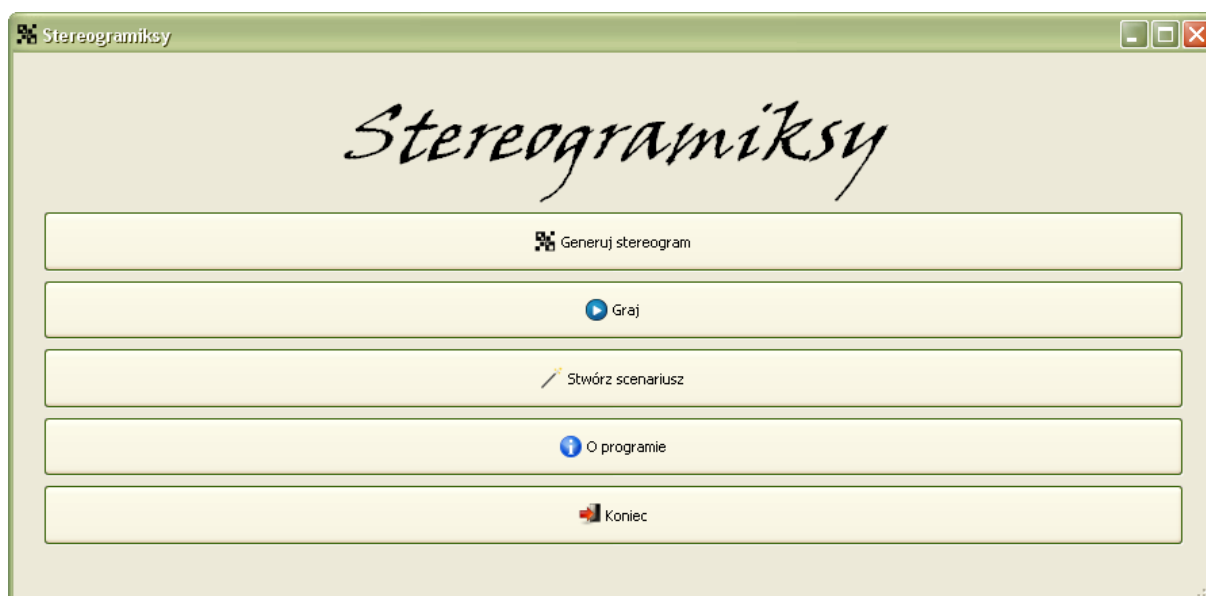 Stereogramiksy
Stereogramiksy
Generuj stereogram
Graj
Stwórz scenariusz
O programie
Koniec